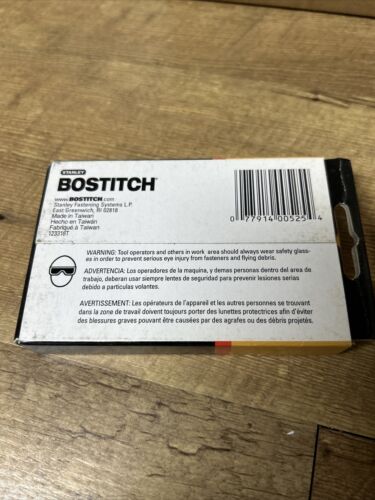 STANLEY
BOSTITCH®
www.BOSTITCH.com
Stanley Fastening Systems L.P.
East Greenwich, RI 02818
Made in Taiwan
Hecho en Taiwán
Fabriqué à Taiwan
123318T
0 77914 00525 4
WARNING: Tool operators and others in work area should always wear safety glass-
es in order to prevent serious eye injury from fasteners and flying debris.
ADVERTENCIA: Los operadores de la maquina, y demas personas dentro del area de
trabajo, deberan usar siempre lentes de seguridad para prevenir lesiones serias
debido a particulas volantes.
AVERTISSEMENT: Les opérateurs de l'appareil et les autres personnes se trouvant
dans la zone de travail doivent toujours porter des lunettes protectrices afin d'éviter
des blessures graves pouvant être causées par des agrafes ou des débris projetés.